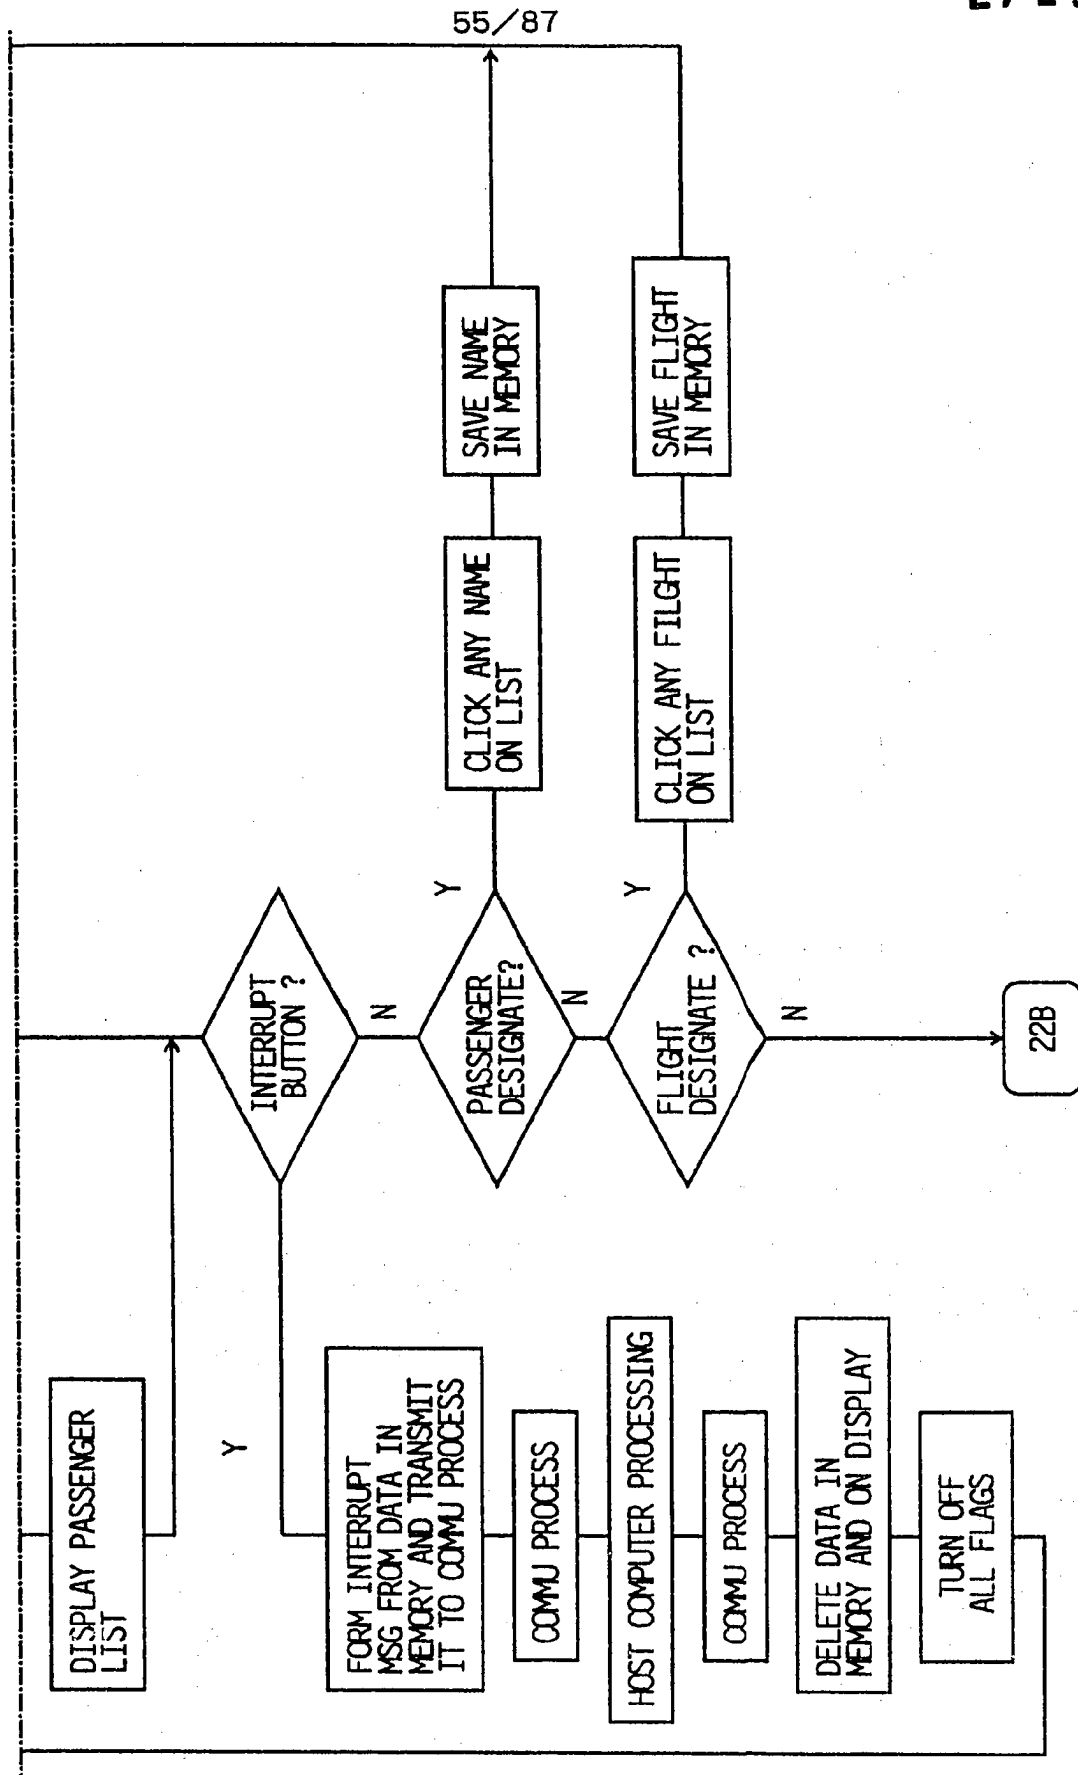 55/87
DISPLAY PASSENGER
LIST
INTERRUPT
BUTTON ?
Y
N
FORM INTERRUPT
MSG FROM DATA IN
MEMORY AND TRANSMIT
IT TO COMMU PROCESS
COMMU PROCESS
HOST COMPUTER PROCESSING
COMMU PROCESS
DELETE DATA IN
MEMORY AND ON DISPLAY
TURN OFF
ALL FLAGS
PASSENGER
DESIGNATE?
Y
N
CLICK ANY NAME
ON LIST
SAVE NAME
IN MEMORY
FLIGHT
DESIGNATE ?
Y
N
CLICK ANY FILGHT
ON LIST
SAVE FLIGHT
IN MEMORY
22B